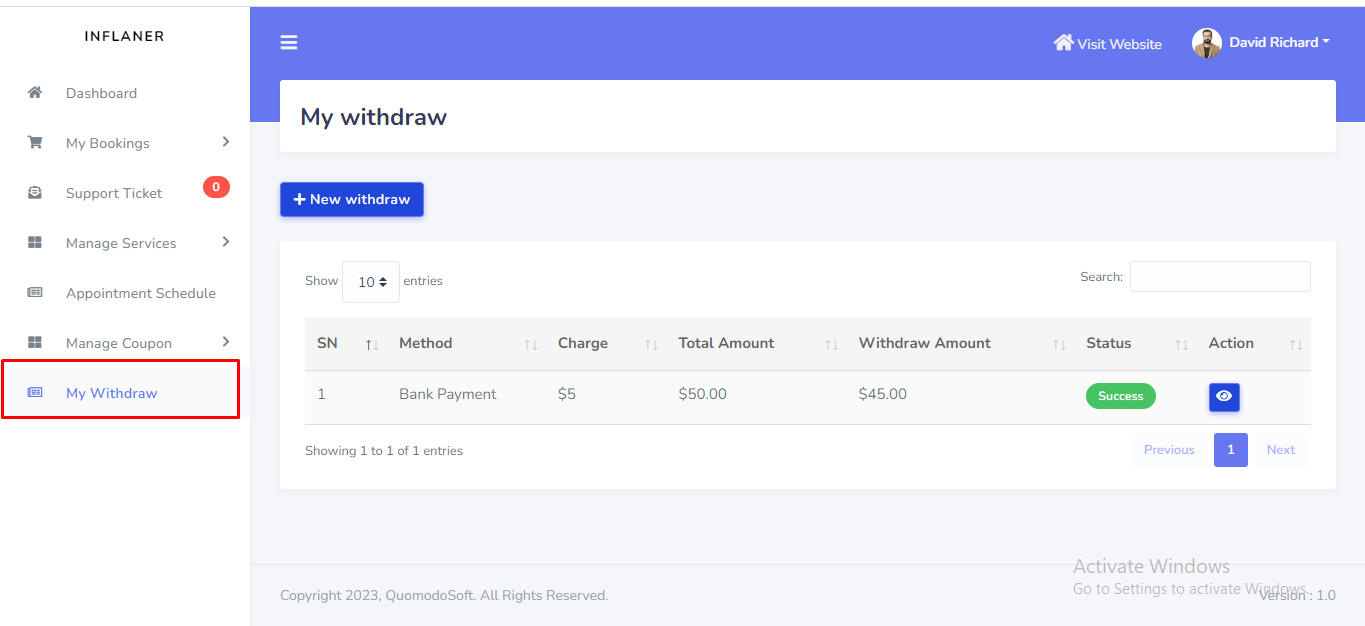 INFLANER
Dashboard
My Bookings
Support Ticket 0
Manage Services
Appointment Schedule
Manage Coupon
My Withdraw
Visit Website David Richard
My withdraw
New withdraw
Show 10 entries Search:
SN Method Charge Total Amount Withdraw Amount Status Action
1 Bank Payment $5 $50.00 $45.00 Success
Showing 1 to 1 of 1 entries Previous 1 Next
Activate Windows
Go to Settings to activate Windows.
Copyright 2023, QuomodoSoft. All Rights Reserved. Version : 1.0